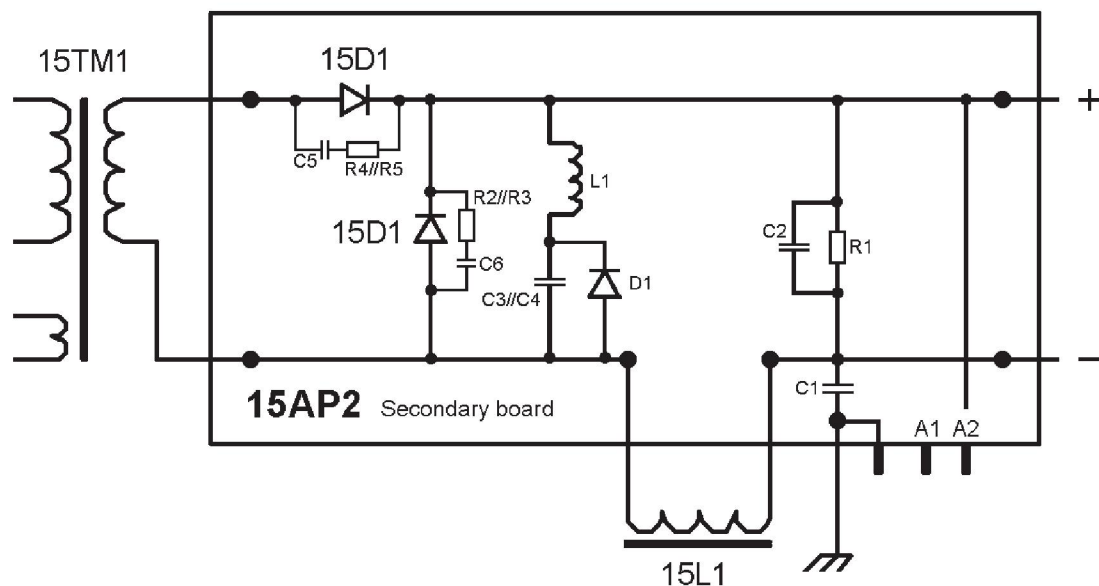 15TM1
15D1
+
C5
R4//R5
R2//R3
L1
15D1
C6
C2
R1
C3//C4
D1
−
C1
15AP2 Secondary board
A1 A2
15L1